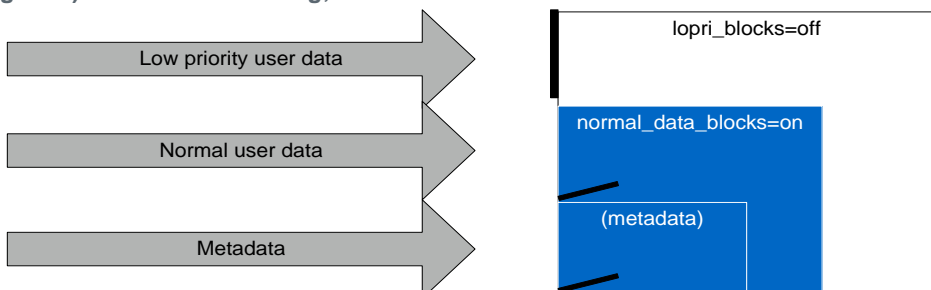 Low priority user data
lopri_blocks=off
Normal user data
normal_data_blocks=on
(metadata)
Metadata